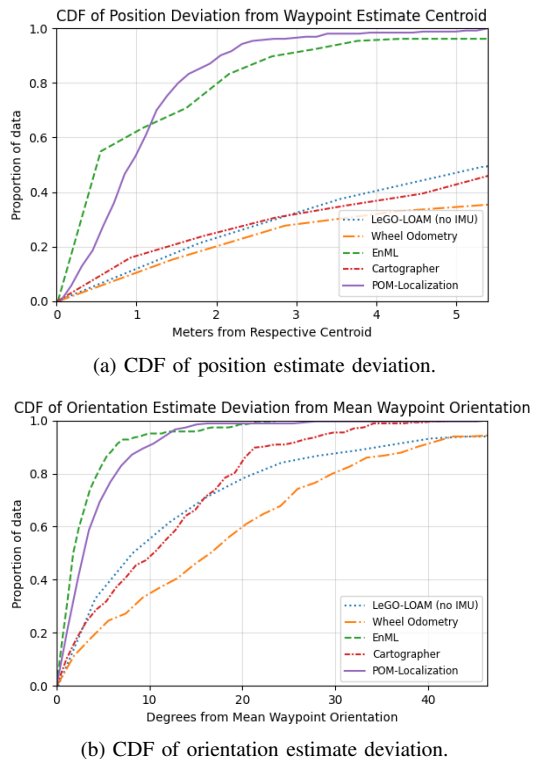 CDF of Position Deviation from Waypoint Estimate Centroid
1.0
0.8
0.6
0.4
0.2
0.0
Proportion of data
LeGO-LOAM (no IMU)
Wheel Odometry
EnML
Cartographer
POM-Localization
0 1 2 3 4 5
Meters from Respective Centroid
(a) CDF of position estimate deviation.
CDF of Orientation Estimate Deviation from Mean Waypoint Orientation
1.0
0.8
0.6
0.4
0.2
0.0
Proportion of data
LeGO-LOAM (no IMU)
Wheel Odometry
EnML
Cartographer
POM-Localization
0 10 20 30 40
Degrees from Mean Waypoint Orientation
(b) CDF of orientation estimate deviation.